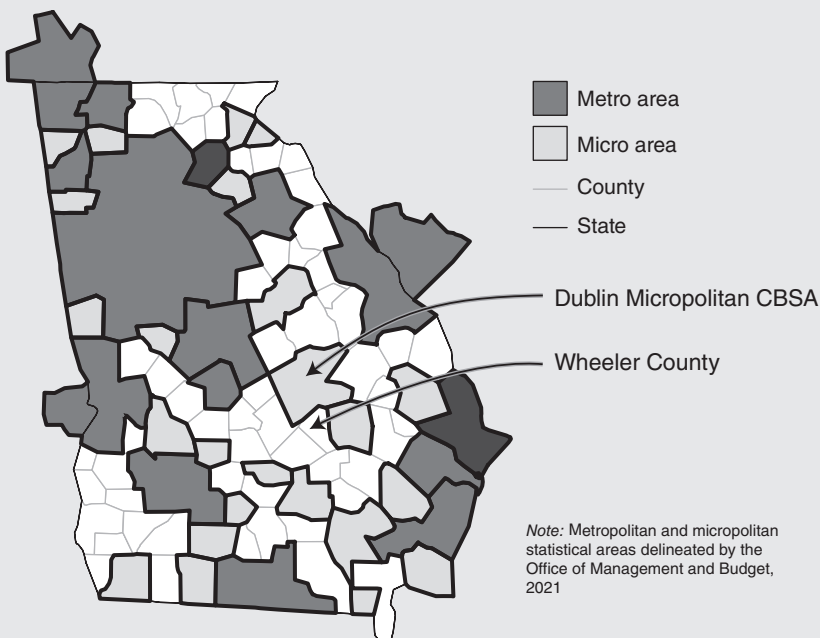 Metro area
Micro area
County
State
Dublin Micropolitan CBSA
Wheeler County
Note: Metropolitan and micropolitan
statistical areas delineated by the
Office of Management and Budget,
2021